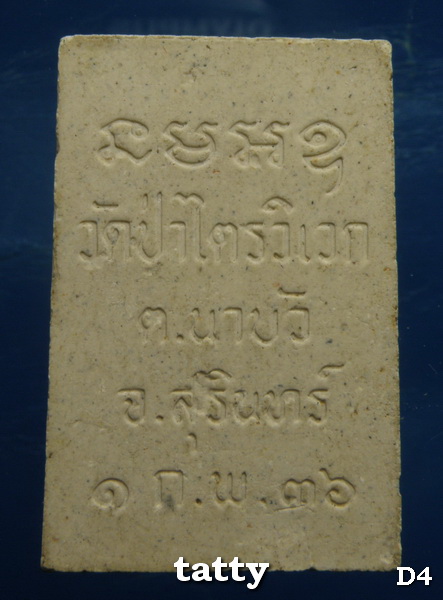 วัดป่าไตรวิเวก
ต.นาบัว
จ.สุรินทร์
๑ ก.พ.๓๖
tatty
D4